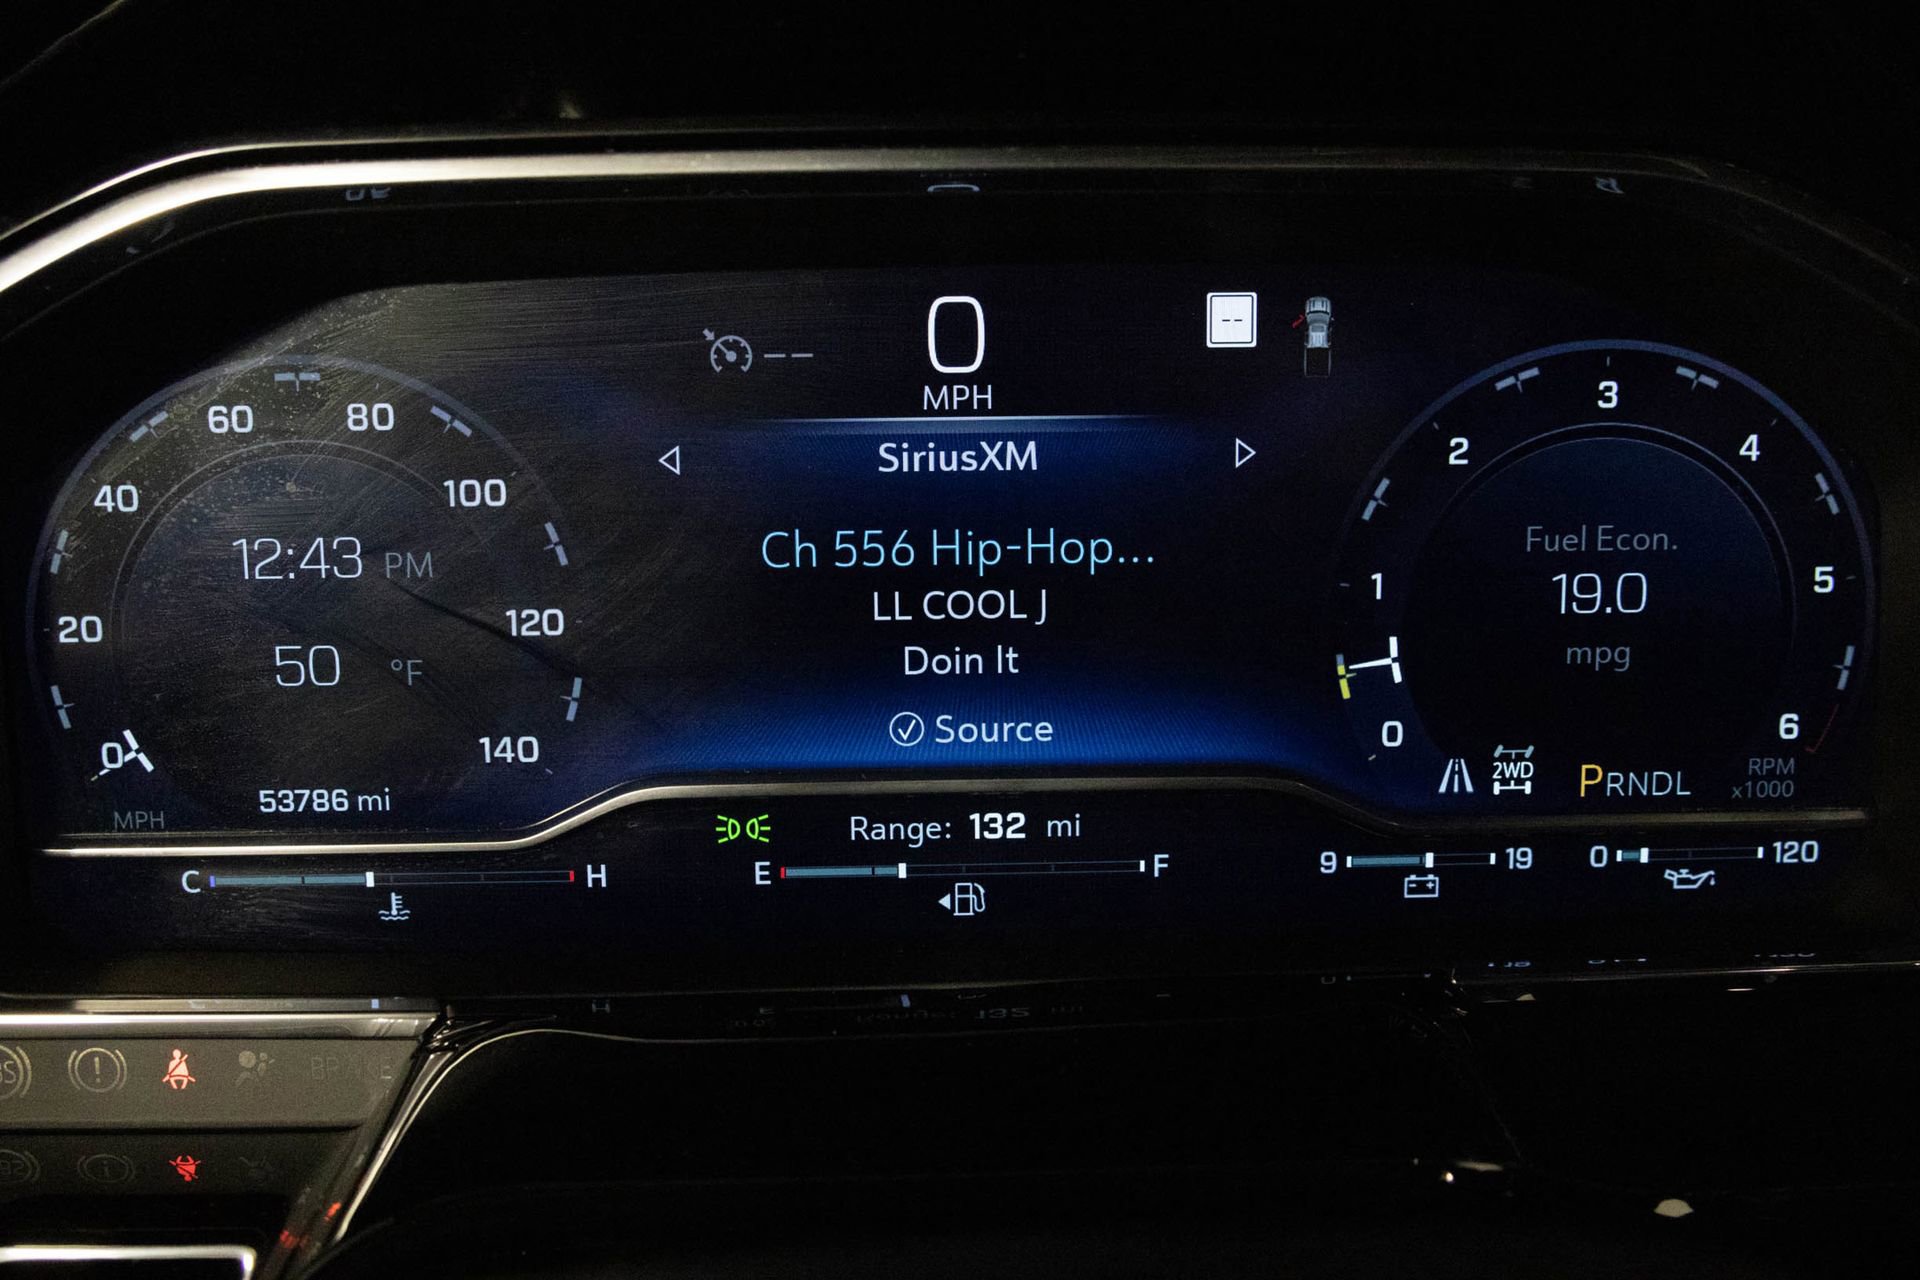 0
MPH
--
--
SiriusXM
Ch 556 Hip-Hop...
LL COOL J
Doin It
Source
0
20
40
60
80
100
120
140
12:43 PM
50 °F
53786 mi
MPH
0
1
2
3
4
5
6
Fuel Econ.
19.0
mpg
2WD
PRNDL
RPM
x1000
Range: 132 mi
C H
E F
9 19
0 120
BRAKE